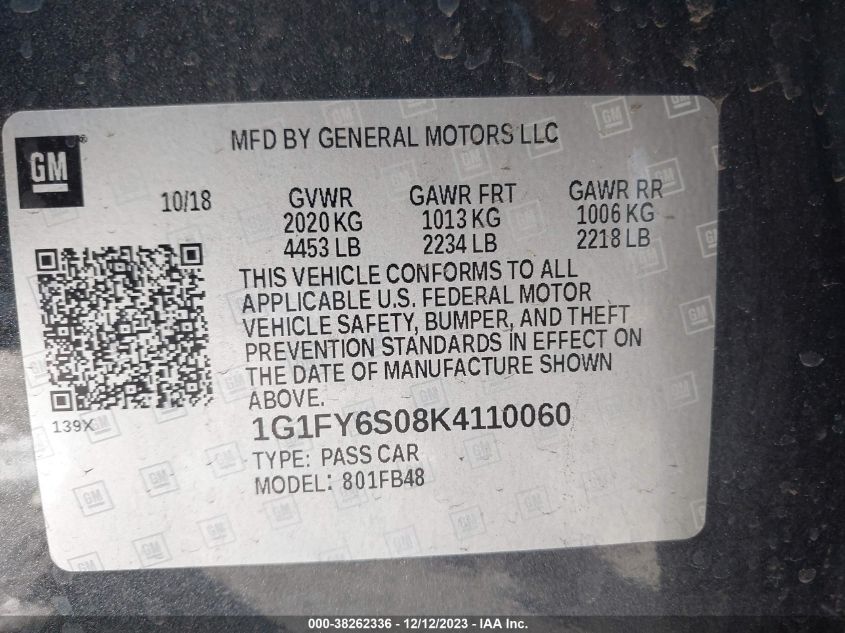 MFD BY GENERAL MOTORS LLC
GM
10/18
GVWR GAWR FRT GAWR RR
2020 KG 1013 KG 1006 KG
4453 LB 2234 LB 2218 LB
THIS VEHICLE CONFORMS TO ALL
APPLICABLE U.S. FEDERAL MOTOR
VEHICLE SAFETY, BUMPER, AND THEFT
PREVENTION STANDARDS IN EFFECT ON
THE DATE OF MANUFACTURE SHOWN
ABOVE.
139X
1G1FY6S08K4110060
TYPE: PASS CAR
MODEL: 801FB48
000-38262336 - 12/12/2023 - IAA Inc.